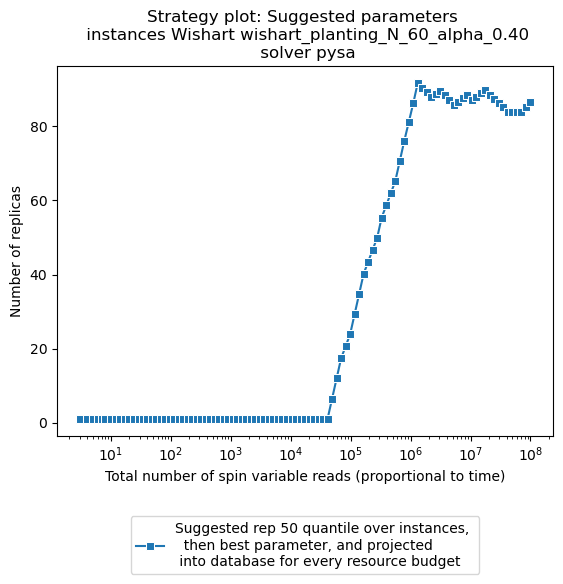 Strategy plot: Suggested parameters
instances Wishart wishart_planting_N_60_alpha_0.40
solver pysa
Number of replicas
80
60
40
20
0
10¹ 10² 10³ 10⁴ 10⁵ 10⁶ 10⁷ 10⁸
Total number of spin variable reads (proportional to time)
Suggested rep 50 quantile over instances,
then best parameter, and projected
into database for every resource budget